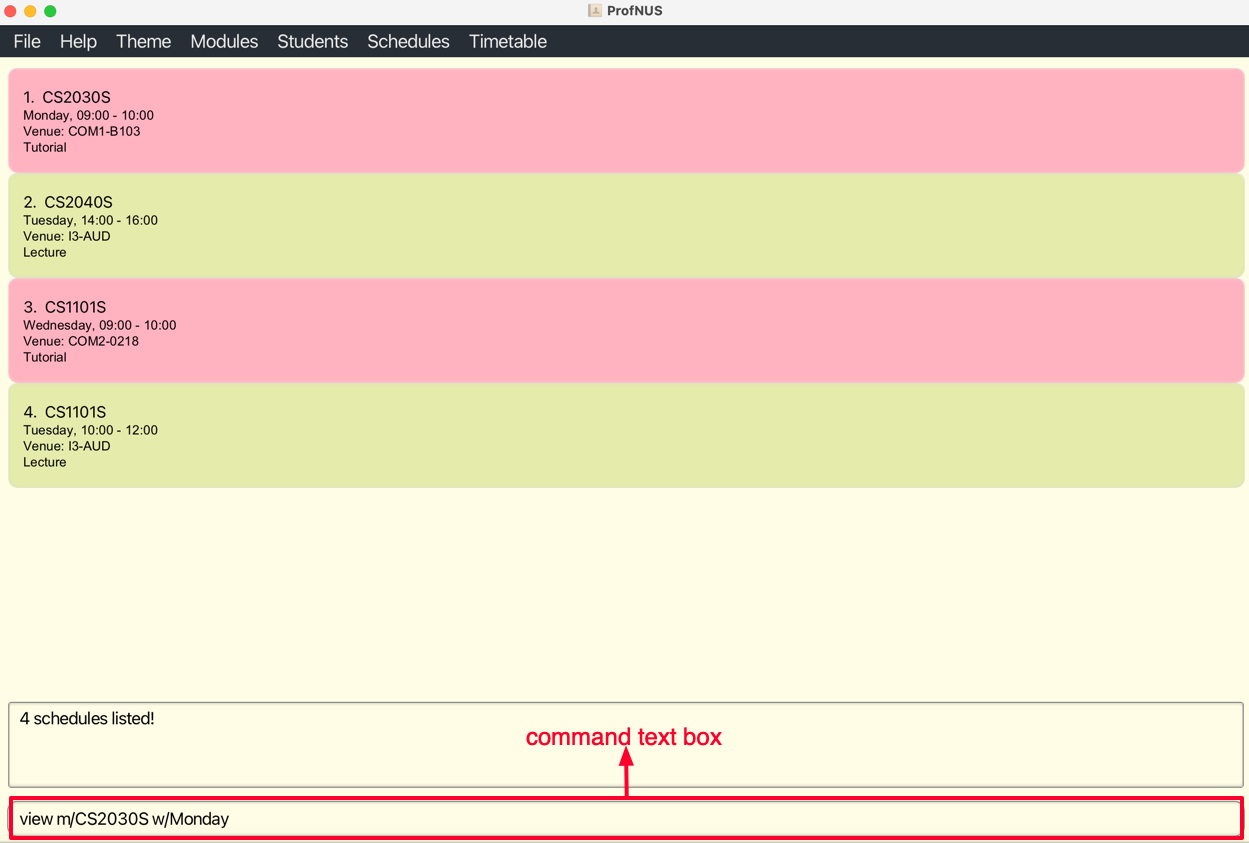 ProfNUS
File Help Theme Modules Students Schedules Timetable
1. CS2030S
Monday, 09:00 - 10:00
Venue: COM1-B103
Tutorial
2. CS2040S
Tuesday, 14:00 - 16:00
Venue: I3-AUD
Lecture
3. CS1101S
Wednesday, 09:00 - 10:00
Venue: COM2-0218
Tutorial
4. CS1101S
Tuesday, 10:00 - 12:00
Venue: I3-AUD
Lecture
4 schedules listed!
command text box
view m/CS2030S w/Monday